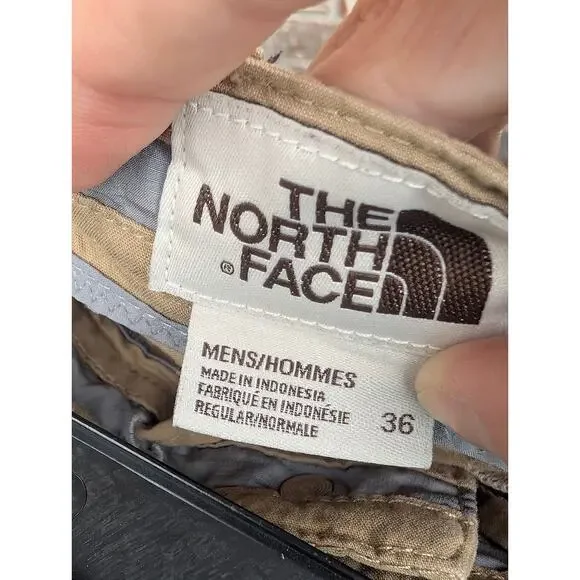 THE
NORTH
® FACE
MENS/HOMMES
MADE IN INDONESIA
FABRIQUÉ EN INDONÉSIE
REGULAR/NORMALE 36